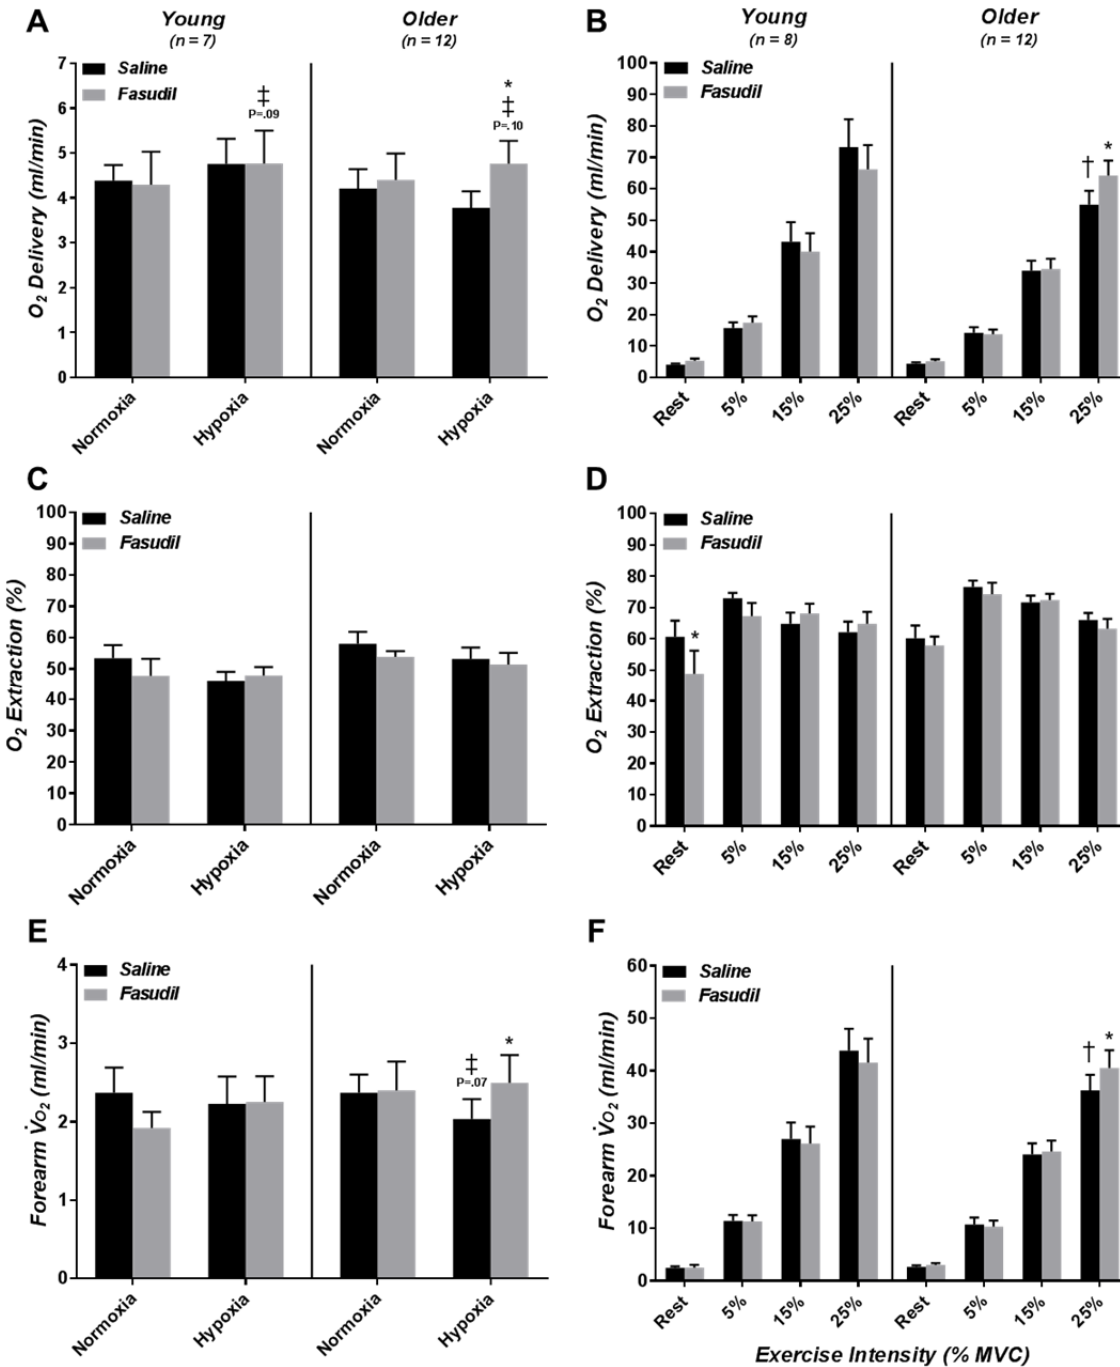 A
Young
(n = 7)
Older
(n = 12)
O2 Delivery (ml/min)
7
6
5
4
3
2
1
0
Saline
Fasudil
‡
P=.09
*
‡
P=.10
Normoxia
Hypoxia
Normoxia
Hypoxia
B
Young
(n = 8)
Older
(n = 12)
O2 Delivery (ml/min)
100
90
80
70
60
50
40
30
20
10
0
Saline
Fasudil
†
*
Rest
5%
15%
25%
Rest
5%
15%
25%
C
O2 Extraction (%)
100
90
80
70
60
50
40
30
20
10
0
Saline
Fasudil
Normoxia
Hypoxia
Normoxia
Hypoxia
D
O2 Extraction (%)
100
90
80
70
60
50
40
30
20
10
0
Saline
Fasudil
*
Rest
5%
15%
25%
Rest
5%
15%
25%
E
Forearm V̇O2 (ml/min)
4
3
2
1
0
Saline
Fasudil
‡
P=.07
*
Normoxia
Hypoxia
Normoxia
Hypoxia
F
Forearm V̇O2 (ml/min)
60
50
40
30
20
10
0
Saline
Fasudil
†
*
Rest
5%
15%
25%
Rest
5%
15%
25%
Exercise Intensity (% MVC)